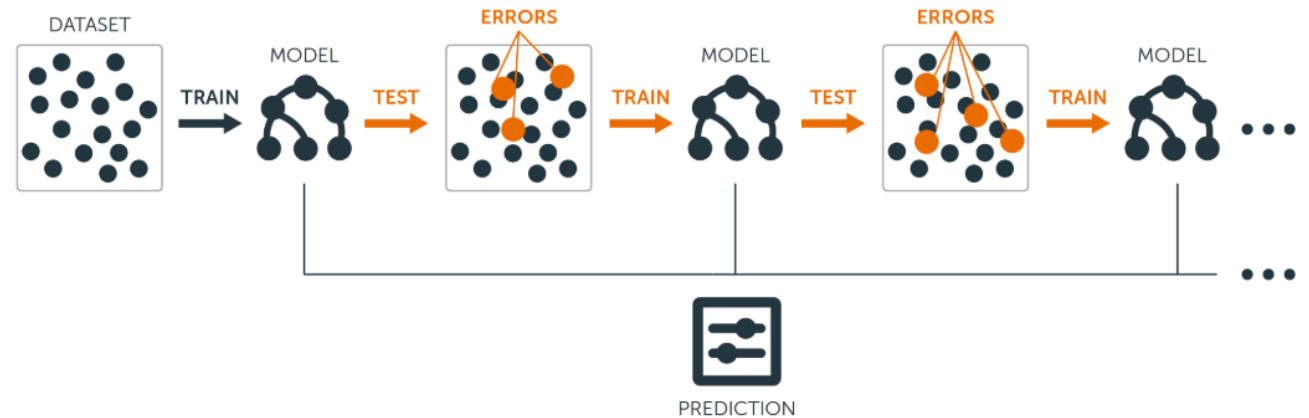 DATASET
MODEL
TRAIN
TEST
ERRORS
TRAIN
MODEL
TEST
ERRORS
TRAIN
MODEL
PREDICTION